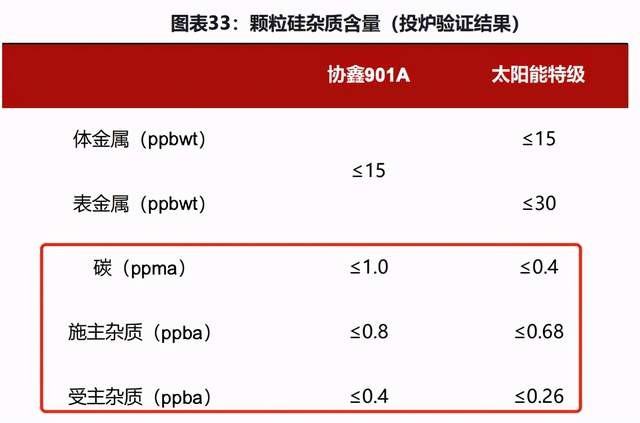 图表33：颗粒硅杂质含量（投炉验证结果）
协鑫901A 太阳能特级
体金属（ppbwt） ≤15
≤15
表金属（ppbwt） ≤30
碳（ppma） ≤1.0 ≤0.4
施主杂质（ppba） ≤0.8 ≤0.68
受主杂质（ppba） ≤0.4 ≤0.26